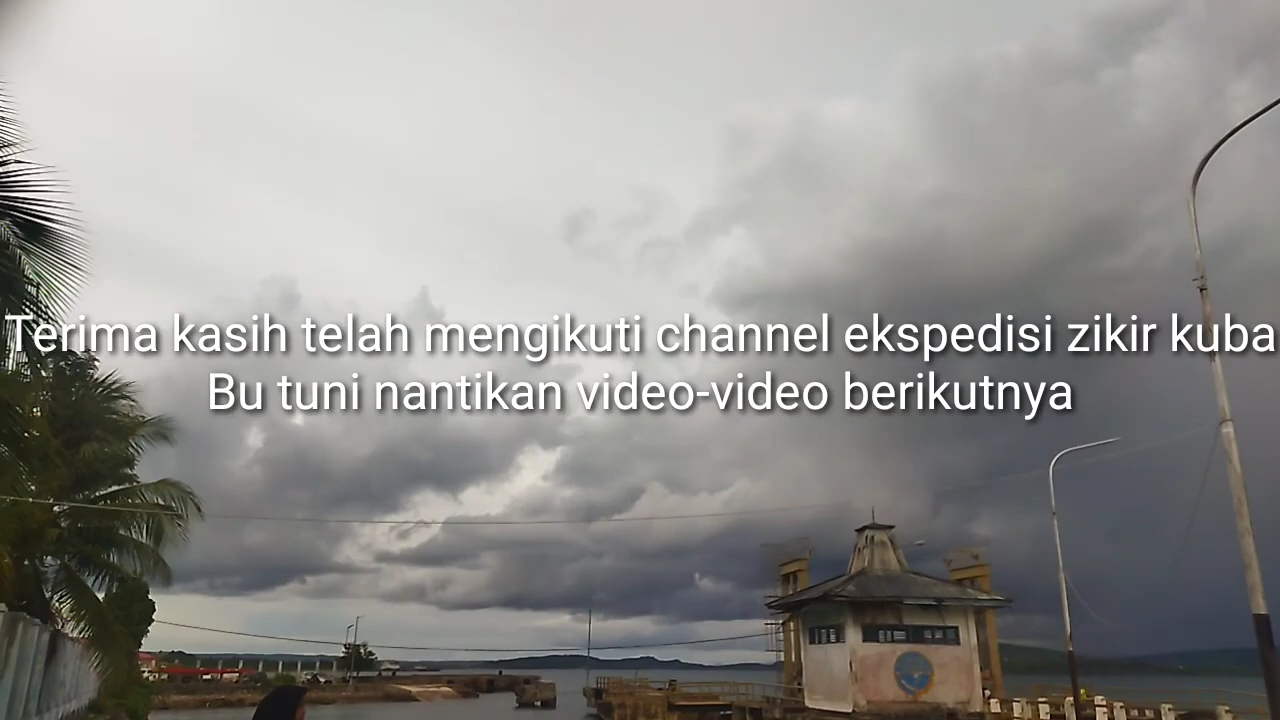 Terima kasih telah mengikuti channel ekspedisi zikir kuba
Bu tuni nantikan video-video berikutnya